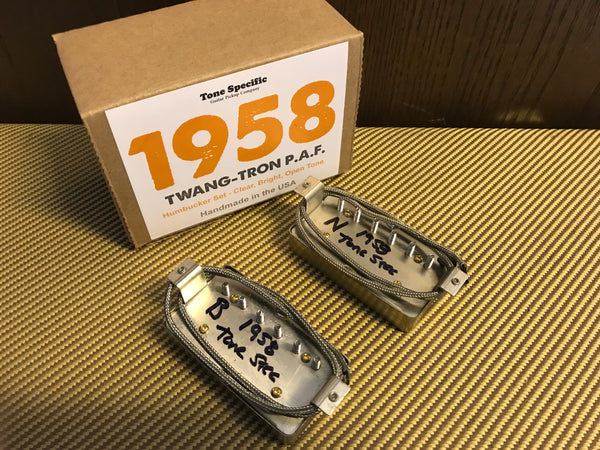 Tone Specific
Guitar Pickup Company
1958
TWANG-TRON P.A.F.
Humbucker Set - Clear, Bright, Open Tone.
Handmade in the USA
N 1958
Tone Spec
B 1958
Tone Spec